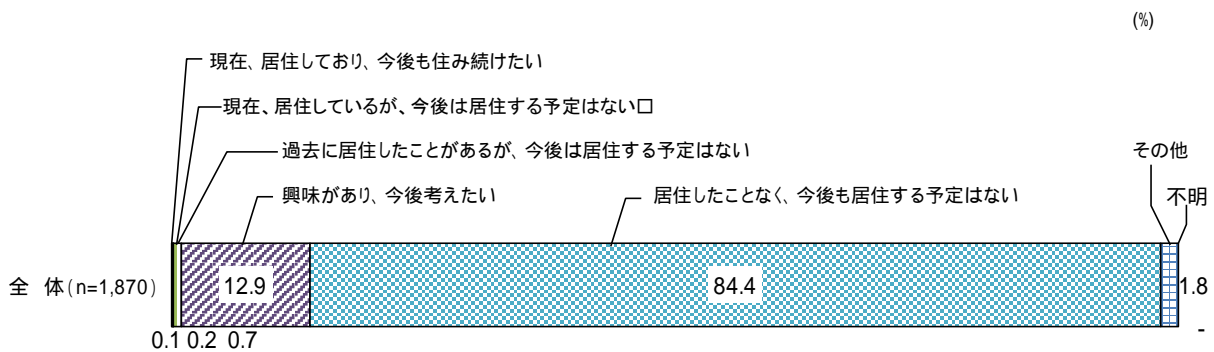 (%)
現在、居住しており、今後も住み続けたい
現在、居住しているが、今後は居住する予定はない□
過去に居住したことがあるが、今後は居住する予定はない
その他
興味があり、今後考えたい
居住したことなく、今後も居住する予定はない
不明
全 体(n=1,870)
12.9
84.4
1.8
0.1 0.2 0.7
-